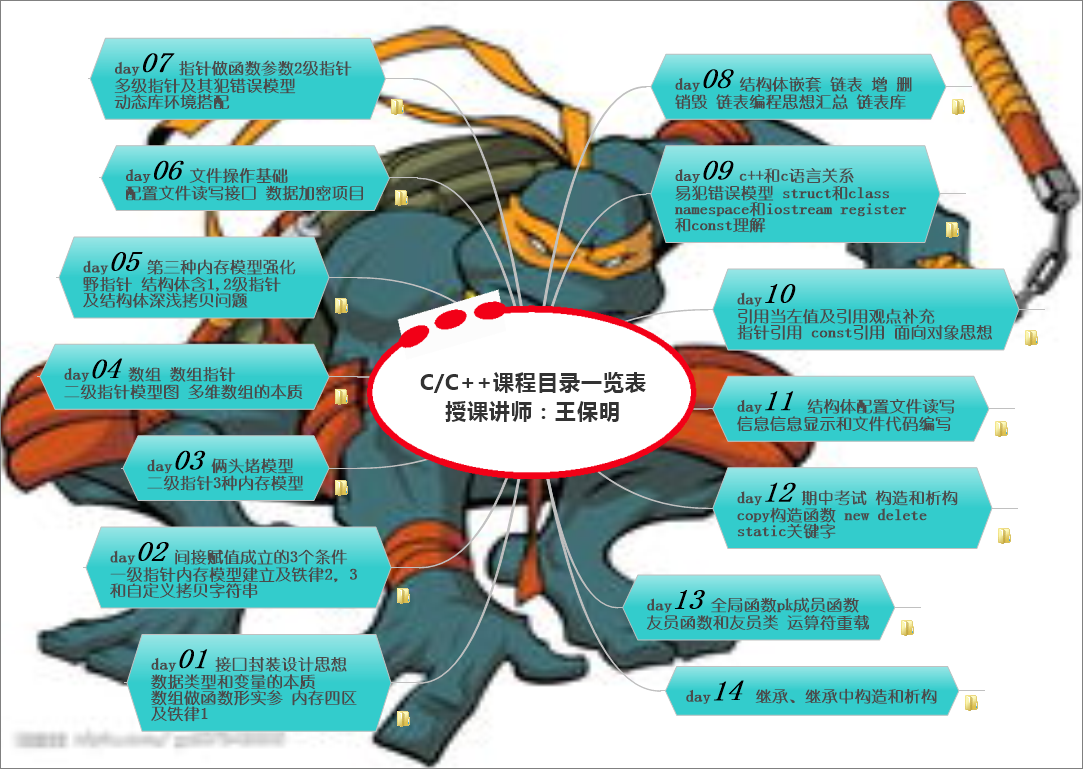 C/C++课程目录一览表
授课讲师：王保明
day01 接口封装设计思想
数据类型和变量的本质
数组做函数形实参 内存四区
及铁律1
day02 间接赋值成立的3个条件
一级指针内存模型建立及铁律2, 3
和自定义拷贝字符串
day03 俩头堵模型
二级指针3种内存模型
day04 数组 数组指针
二级指针模型图 多维数组的本质
day05 第三种内存模型强化
野指针 结构体含1,2级指针
及结构体深浅拷贝问题
day06 文件操作基础
配置文件读写接口 数据加密项目
day07 指针做函数参数2级指针
多级指针及其犯错误模型
动态库环境搭配
day08 结构体嵌套 链表 增 删
销毁 链表编程思想汇总 链表库
day09 c++和c语言关系
易犯错误模型 struct和class
namespace和iostream register
和const理解
day10
引用当左值及引用观点补充
指针引用 const引用 面向对象思想
day11 结构体配置文件读写
信息信息显示和文件代码编写
day12 期中考试 构造和析构
copy构造函数 new delete
static关键字
day13 全局函数pk成员函数
友员函数和友员类 运算符重载
day14 继承、继承中构造和析构